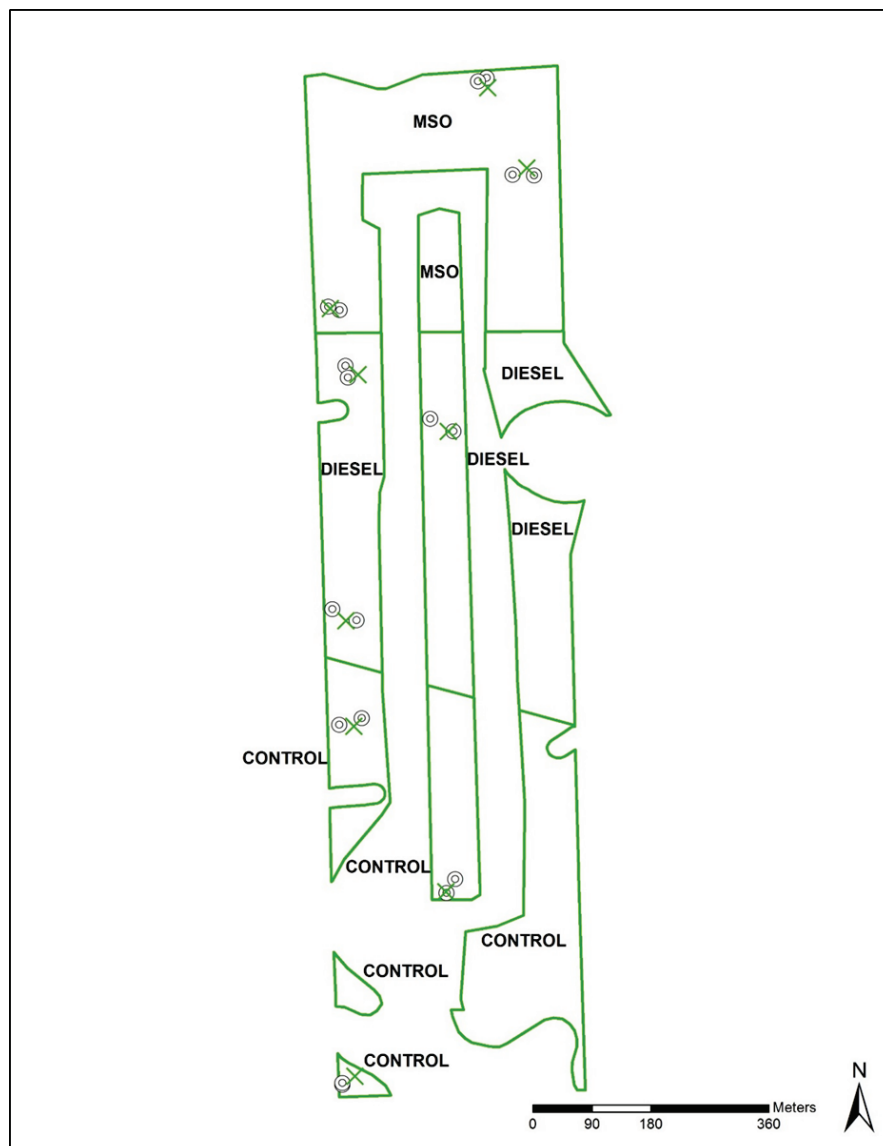 MSO
MSO
DIESEL
DIESEL
DIESEL
DIESEL
CONTROL
CONTROL
CONTROL
CONTROL
CONTROL
N
Meters
0 90 180 360